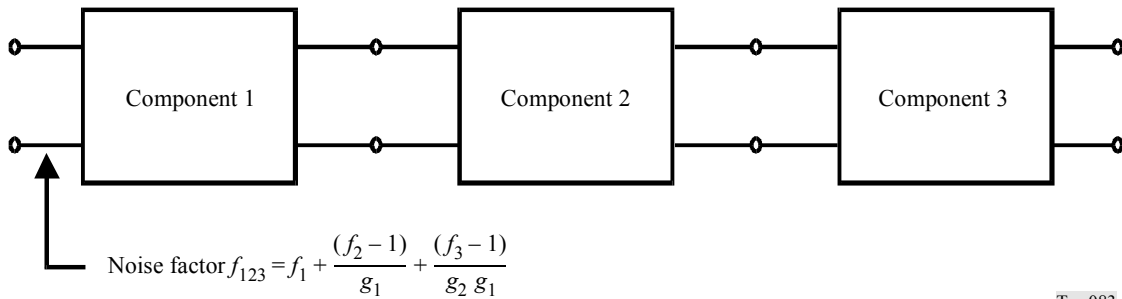 Component 1
Component 2
Component 3
Noise factor f₁₂₃ = f₁ + (f₂ – 1)/g₁ + (f₃ – 1)/(g₂ g₁)